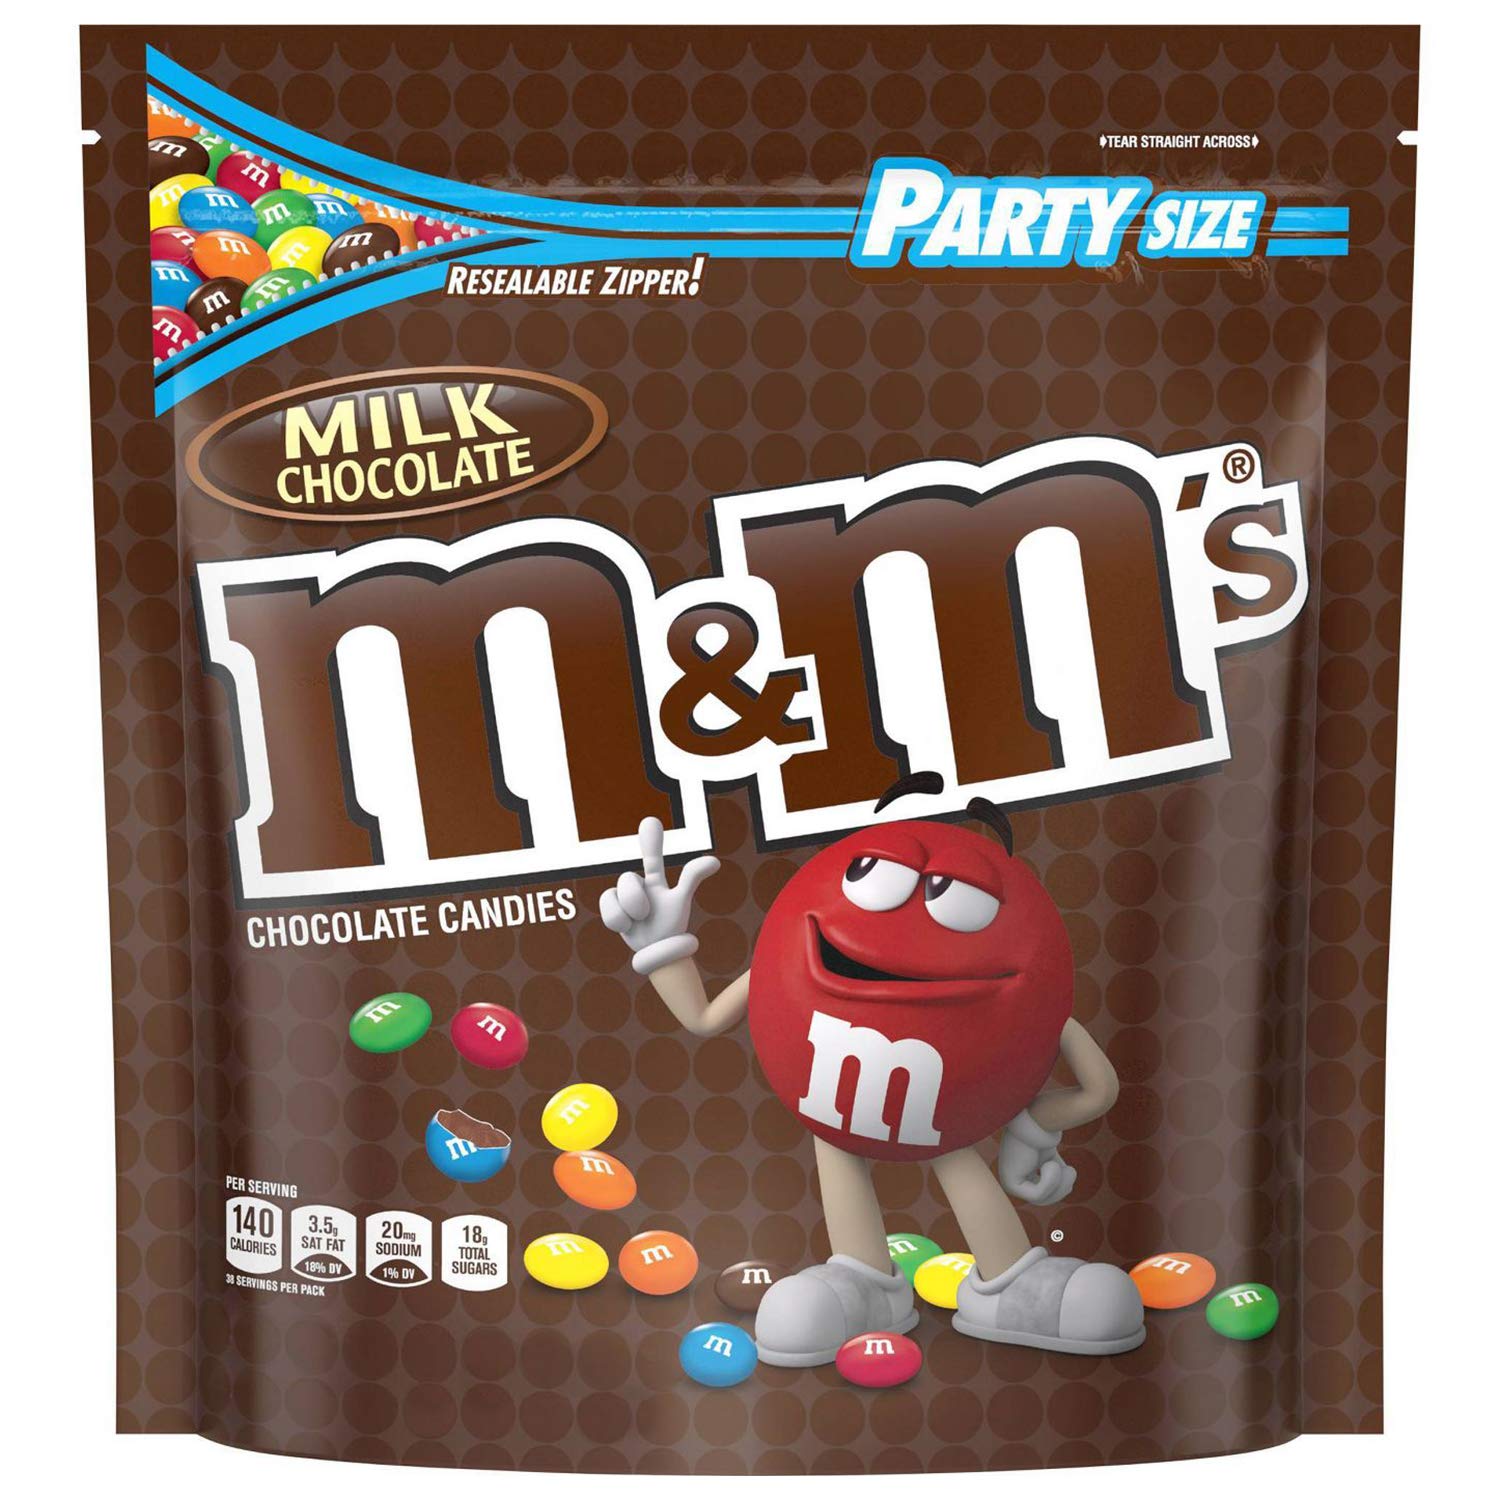 TEAR STRAIGHT ACROSS
PARTY SIZE
RESEALABLE ZIPPER!
MILK
CHOCOLATE
m&m's®
CHOCOLATE CANDIES
m
m
m
m
m
m
m
PER SERVING
140
CALORIES
3.5g
SAT FAT
18% DV
20mg
SODIUM
1% DV
18g
TOTAL
SUGARS
38 SERVINGS PER PACK
m
m
m
m
m
m
m
©